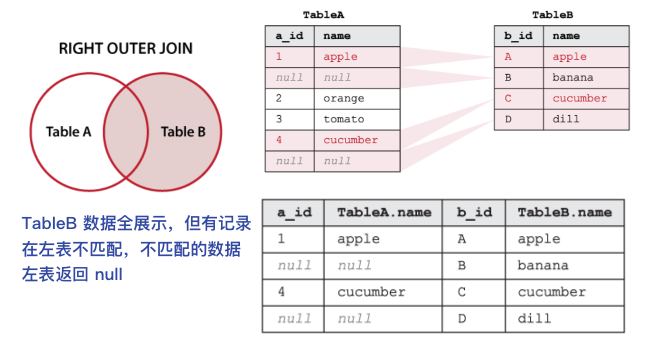 RIGHT OUTER JOIN
Table A
Table B
TableB 数据全展示，但有记录
在左表不匹配，不匹配的数据
左表返回 null
TableA
a_id name
1 apple
null null
2 orange
3 tomato
4 cucumber
null null
TableB
b_id name
A apple
B banana
C cucumber
D dill
a_id TableA.name b_id TableB.name
1 apple A apple
null null B banana
4 cucumber C cucumber
null null D dill